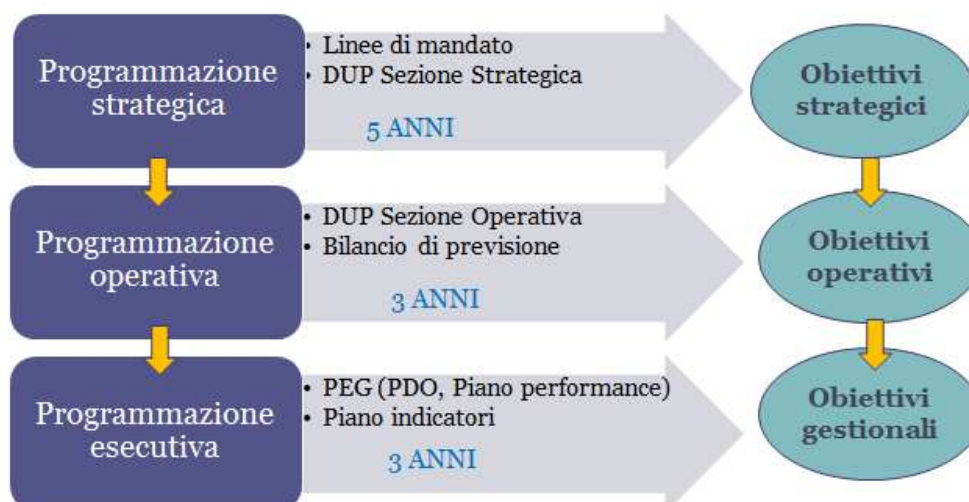 Programmazione
strategica
• Linee di mandato
• DUP Sezione Strategica
5 ANNI
Obiettivi
strategici
Programmazione
operativa
• DUP Sezione Operativa
• Bilancio di previsione
3 ANNI
Obiettivi
operativi
Programmazione
esecutiva
• PEG (PDO, Piano performance)
• Piano indicatori
3 ANNI
Obiettivi
gestionali